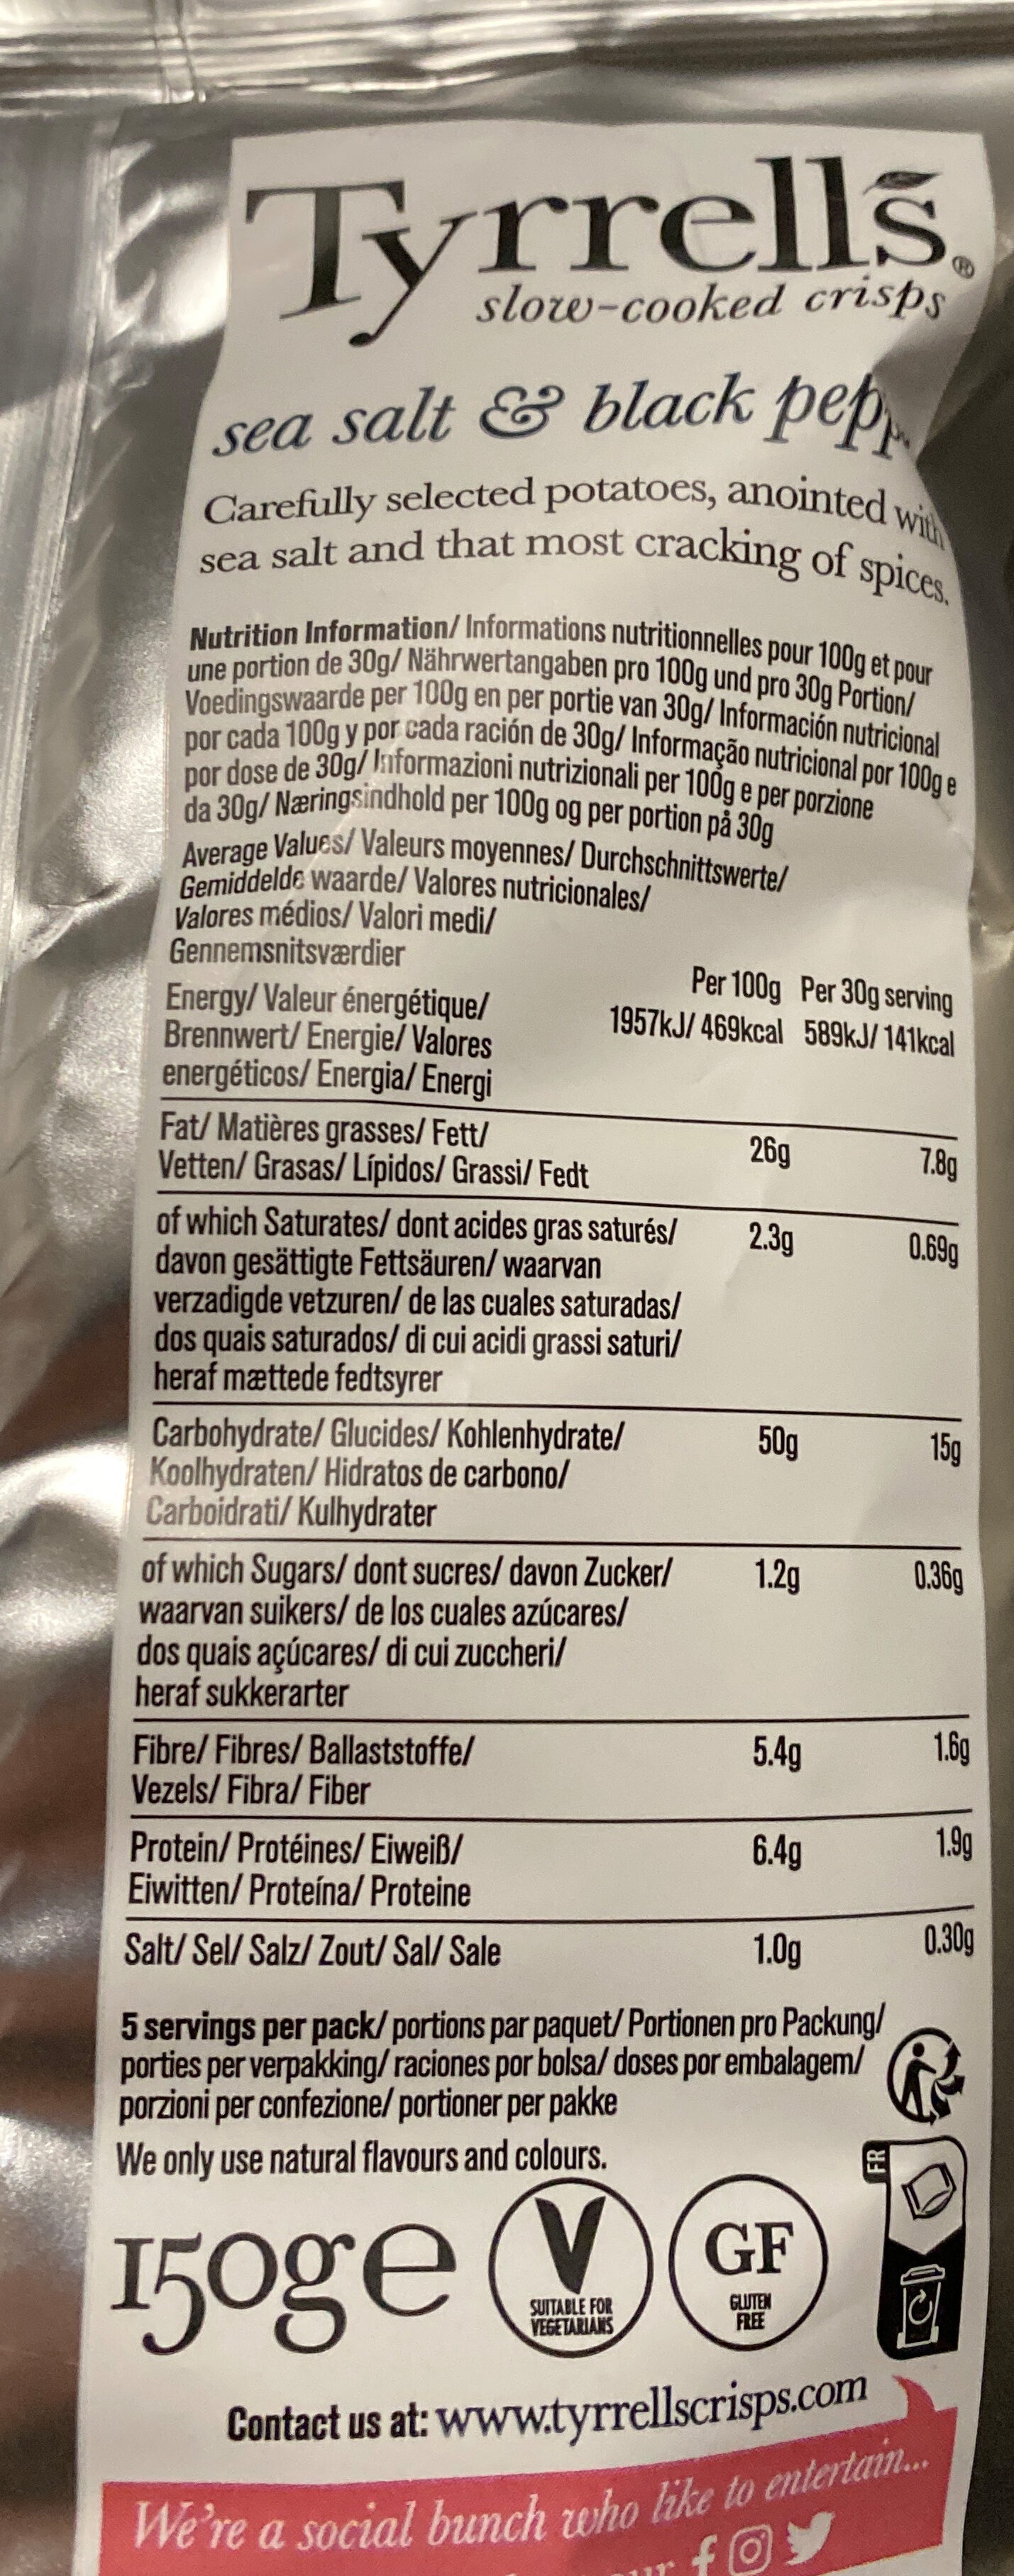 Tyrrell's®
slow-cooked crisps
sea salt & black
Carefully selected potatoes, anointed with
sea salt and that most cracking of spices.
Nutrition Information/ Informations nutritionnelles pour 100g et pour
une portion de 30g/ Nährwertangaben pro 100g und pro 30g Portion/
Voedingswaarde per 100g en per portie van 30g/ Información nutricional
por cada 100g y por cada ración de 30g/ Informação nutricional por 100g e
por dose de 30g/ Informazioni nutrizionali per 100g e per porzione
da 30g/ Næringsindhold per 100g og per portion på 30g
Average Values/ Valeurs moyennes/ Durchschnittswerte/
Gemiddelde waarde/ Valores nutricionales/
Valores médios/ Valori medi/
Gennemsnitsværdier
Per 100g Per 30g serving
Energy/ Valeur énergétique/ 1957kJ/ 469kcal 589kJ/ 141kcal
Brennwert/ Energie/ Valores
energéticos/ Energia/ Energi
Fat/ Matières grasses/ Fett/ 26g 7.8g
Vetten/ Grasas/ Lípidos/ Grassi/ Fedt
of which Saturates/ dont acides gras saturés/ 2.3g 0.69g
davon gesättigte Fettsäuren/ waarvan
verzadigde vetzuren/ de las cuales saturadas/
dos quais saturados/ di cui acidi grassi saturi/
heraf mættede fedtsyrer
Carbohydrate/ Glucides/ Kohlenhydrate/ 50g 15g
Koolhydraten/ Hidratos de carbono/
Carboidrati/ Kulhydrater
of which Sugars/ dont sucres/ davon Zucker/ 1.2g 0.36g
waarvan suikers/ de los cuales azúcares/
dos quais açúcares/ di cui zuccheri/
heraf sukkerarter
Fibre/ Fibres/ Ballaststoffe/ 5.4g 1.6g
Vezels/ Fibra/ Fiber
Protein/ Protéines/ Eiweiß/ 6.4g 1.9g
Eiwitten/ Proteína/ Proteine
Salt/ Sel/ Salz/ Zout/ Sal/ Sale 1.0g 0.30g
5 servings per pack/ portions par paquet/ Portionen pro Packung/
porties per verpakking/ raciones por bolsa/ doses por embalagem/
porzioni per confezione/ portioner per pakke
We only use natural flavours and colours.
FR
150ge
V
SUITABLE FOR
VEGETARIANS
GF
GLUTEN
FREE
Contact us at: www.tyrrellscrisps.com
We're a social bunch who like to entertain...